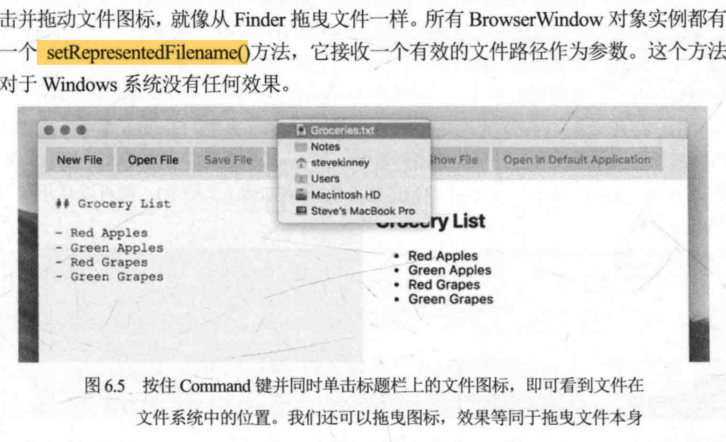 击并拖动文件图标，就像从 Finder 拖曳文件一样。所有 BrowserWindow 对象实例都有
一个 setRepresentedFilename()方法，它接收一个有效的文件路径作为参数。这个方法
对于 Windows 系统没有任何效果。
Groceries.txt
Notes
stevekinney
Users
Macintosh HD
Steve's MacBook Pro
New File Open File Save File Show File Open in Default Application
## Grocery List
- Red Apples
- Green Apples
- Red Grapes
- Green Grapes
Grocery List
• Red Apples
• Green Apples
• Red Grapes
• Green Grapes
图 6.5 按住 Command 键并同时单击标题栏上的文件图标，即可看到文件在
文件系统中的位置。我们还可以拖曳图标，效果等同于拖曳文件本身